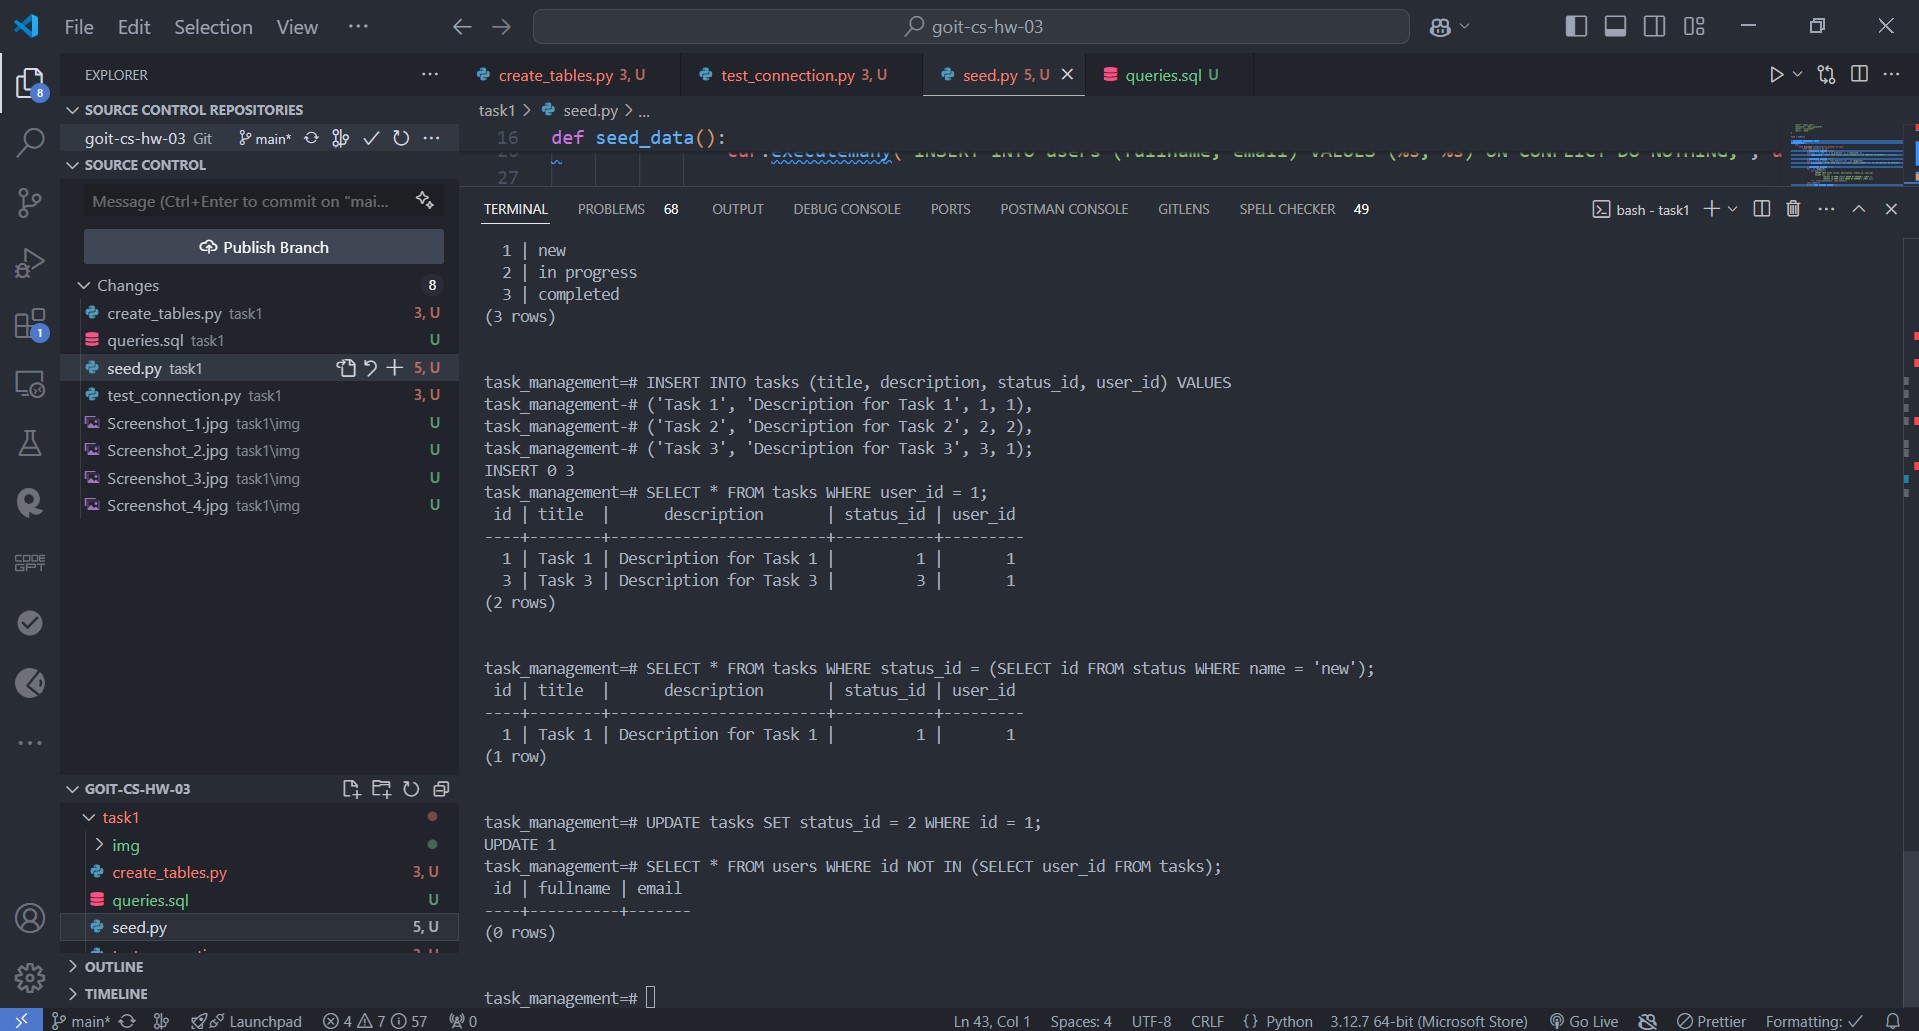 File Edit Selection View ···
goit-cs-hw-03
EXPLORER ···
SOURCE CONTROL REPOSITORIES
goit-cs-hw-03 Git main* ···
SOURCE CONTROL
Message (Ctrl+Enter to commit on "mai...
Publish Branch
Changes 8
create_tables.py task1 3, U
queries.sql task1 U
seed.py task1 5, U
test_connection.py task1 3, U
Screenshot_1.jpg task1\img U
Screenshot_2.jpg task1\img U
Screenshot_3.jpg task1\img U
Screenshot_4.jpg task1\img U
GOIT-CS-HW-03
task1
img
create_tables.py 3, U
queries.sql U
seed.py 5, U
OUTLINE
TIMELINE
8
1
CODE
GPT
create_tables.py 3, U test_connection.py 3, U seed.py 5, U queries.sql U
task1 > seed.py > ...
16 def seed_data():
cur.executemany("INSERT INTO users (fullname, email) VALUES (%s, %s) ON CONFLICT DO NOTHING;",
27
TERMINAL PROBLEMS 68 OUTPUT DEBUG CONSOLE PORTS POSTMAN CONSOLE GITLENS SPELL CHECKER 49 bash - task1
1 | new
2 | in progress
3 | completed
(3 rows)
task_management=# INSERT INTO tasks (title, description, status_id, user_id) VALUES
task_management-# ('Task 1', 'Description for Task 1', 1, 1),
task_management-# ('Task 2', 'Description for Task 2', 2, 2),
task_management-# ('Task 3', 'Description for Task 3', 3, 1);
INSERT 0 3
task_management=# SELECT * FROM tasks WHERE user_id = 1;
id | title | description | status_id | user_id
----+--------+------------------------+-----------+---------
1 | Task 1 | Description for Task 1 | 1 | 1
3 | Task 3 | Description for Task 3 | 3 | 1
(2 rows)
task_management=# SELECT * FROM tasks WHERE status_id = (SELECT id FROM status WHERE name = 'new');
id | title | description | status_id | user_id
----+--------+------------------------+-----------+---------
1 | Task 1 | Description for Task 1 | 1 | 1
(1 row)
task_management=# UPDATE tasks SET status_id = 2 WHERE id = 1;
UPDATE 1
task_management=# SELECT * FROM users WHERE id NOT IN (SELECT user_id FROM tasks);
id | fullname | email
----+----------+-------
(0 rows)
task_management=#
main* Launchpad 4 7 57 0 Ln 43, Col 1 Spaces: 4 UTF-8 CRLF {} Python 3.12.7 64-bit (Microsoft Store) Go Live Prettier Formatting: ✓